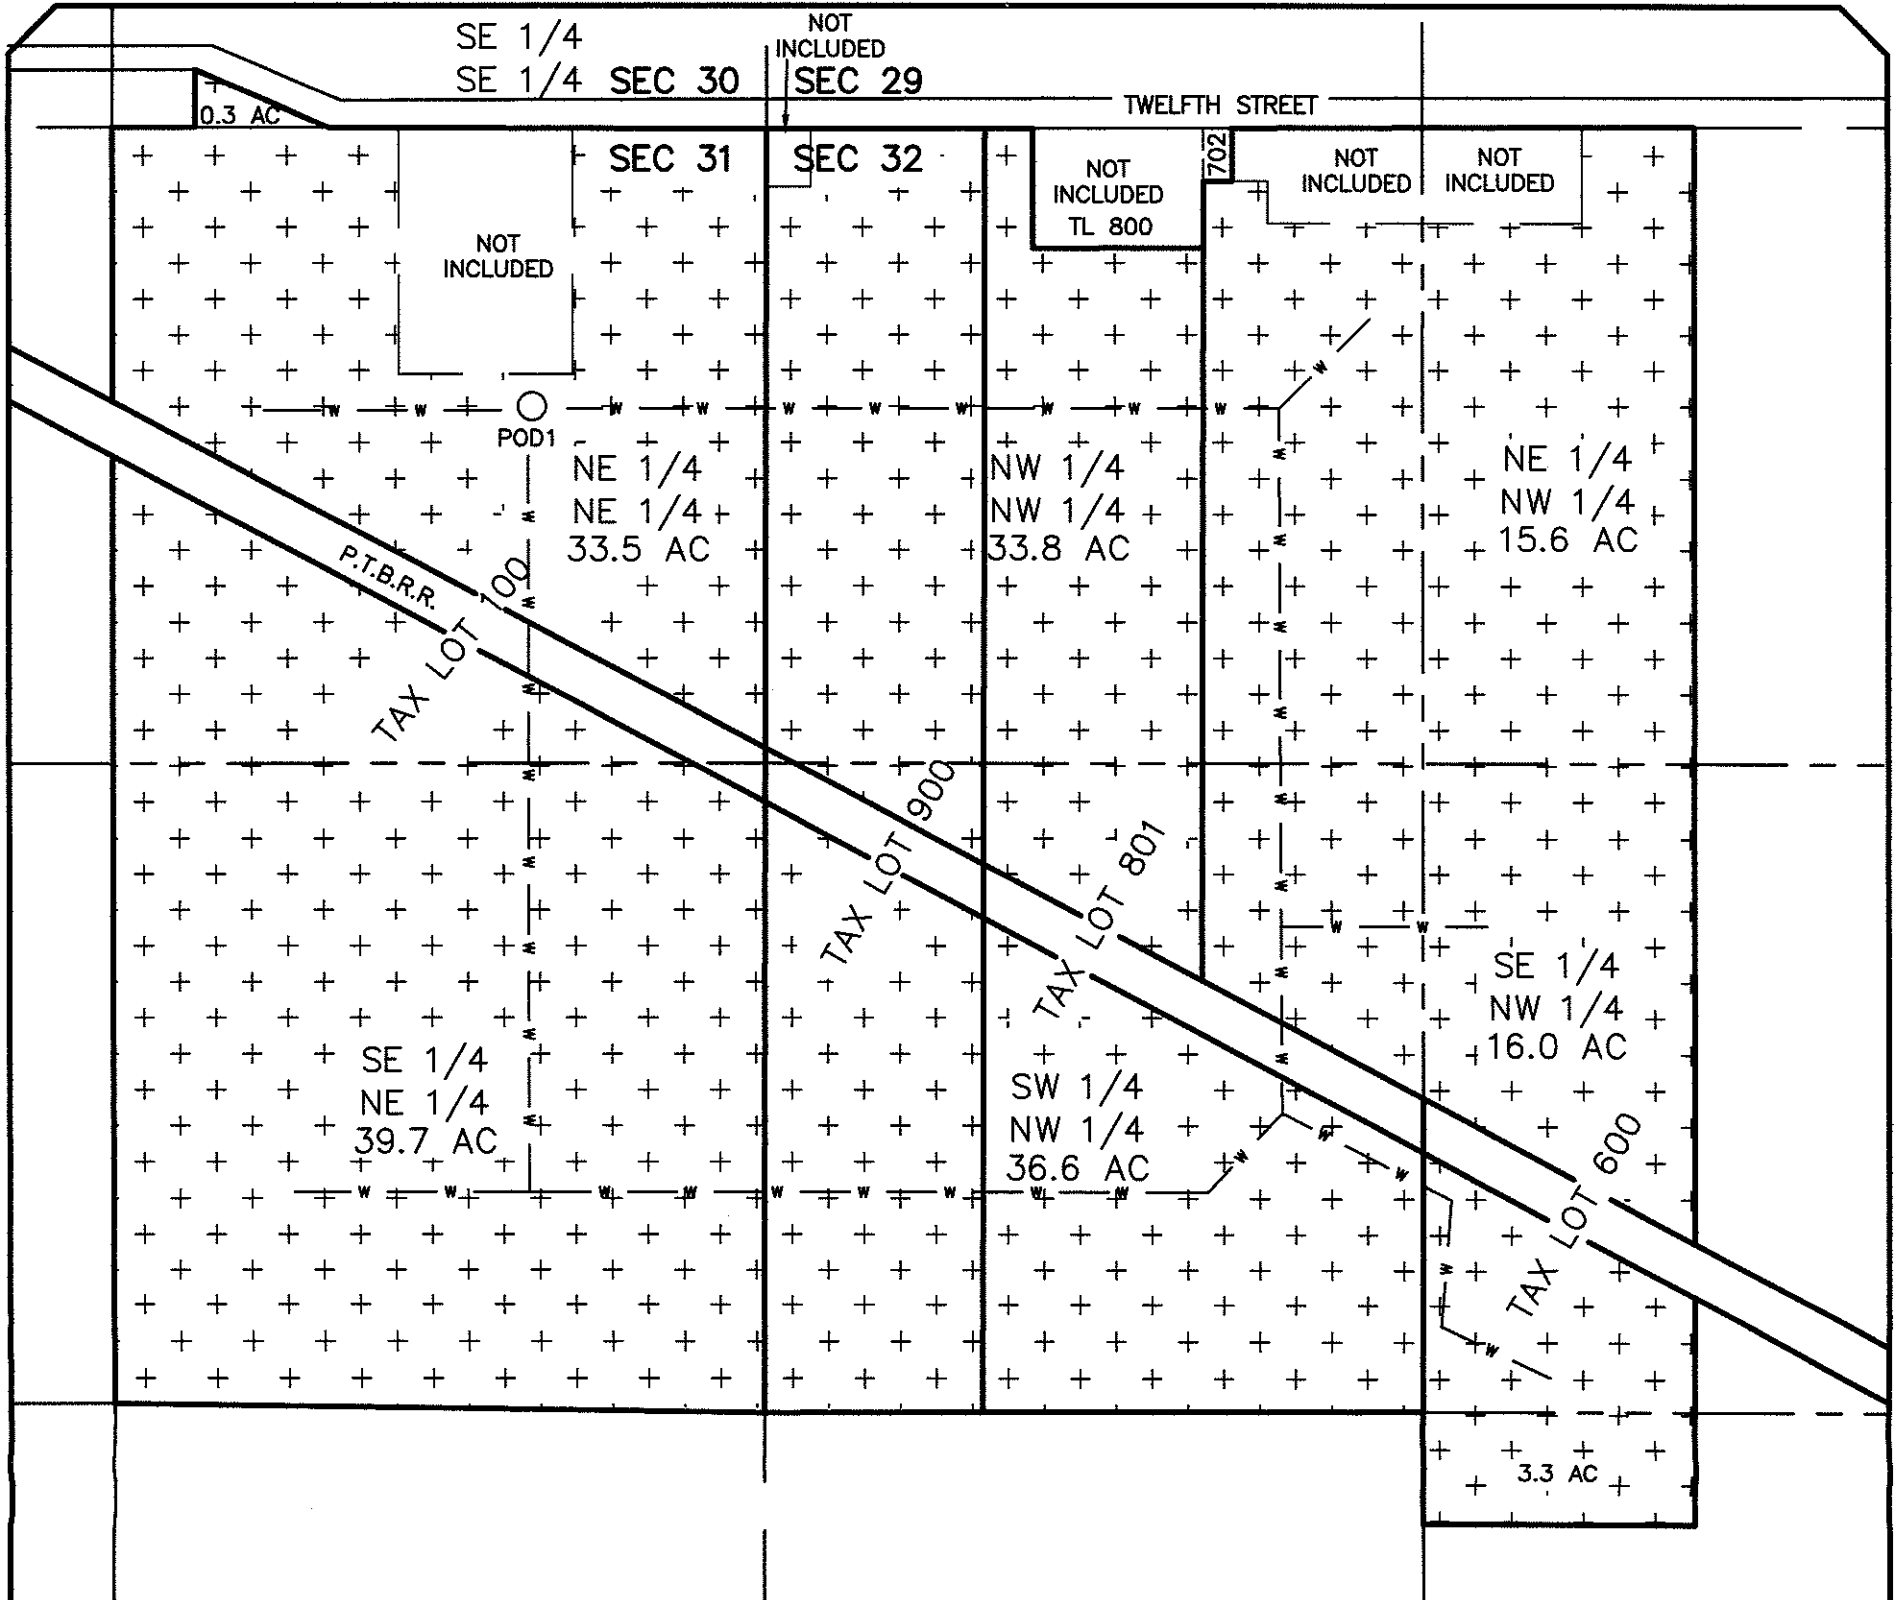 SE 1/4
SE 1/4
SEC 30
NOT
INCLUDED
SEC 29
TWELFTH STREET
0.3 AC
SEC 31
SEC 32
NOT
INCLUDED
NOT
INCLUDED
TL 800
702
NOT
INCLUDED
NOT
INCLUDED
POD1
NE 1/4
NE 1/4
33.5 AC
NW 1/4
NW 1/4
33.8 AC
NE 1/4
NW 1/4
15.6 AC
P.T.B.R.R.
TAX LOT 100
TAX LOT 900
TAX LOT 801
SE 1/4
NW 1/4
16.0 AC
SE 1/4
NE 1/4
39.7 AC
SW 1/4
NW 1/4
36.6 AC
TAX LOT 600
3.3 AC